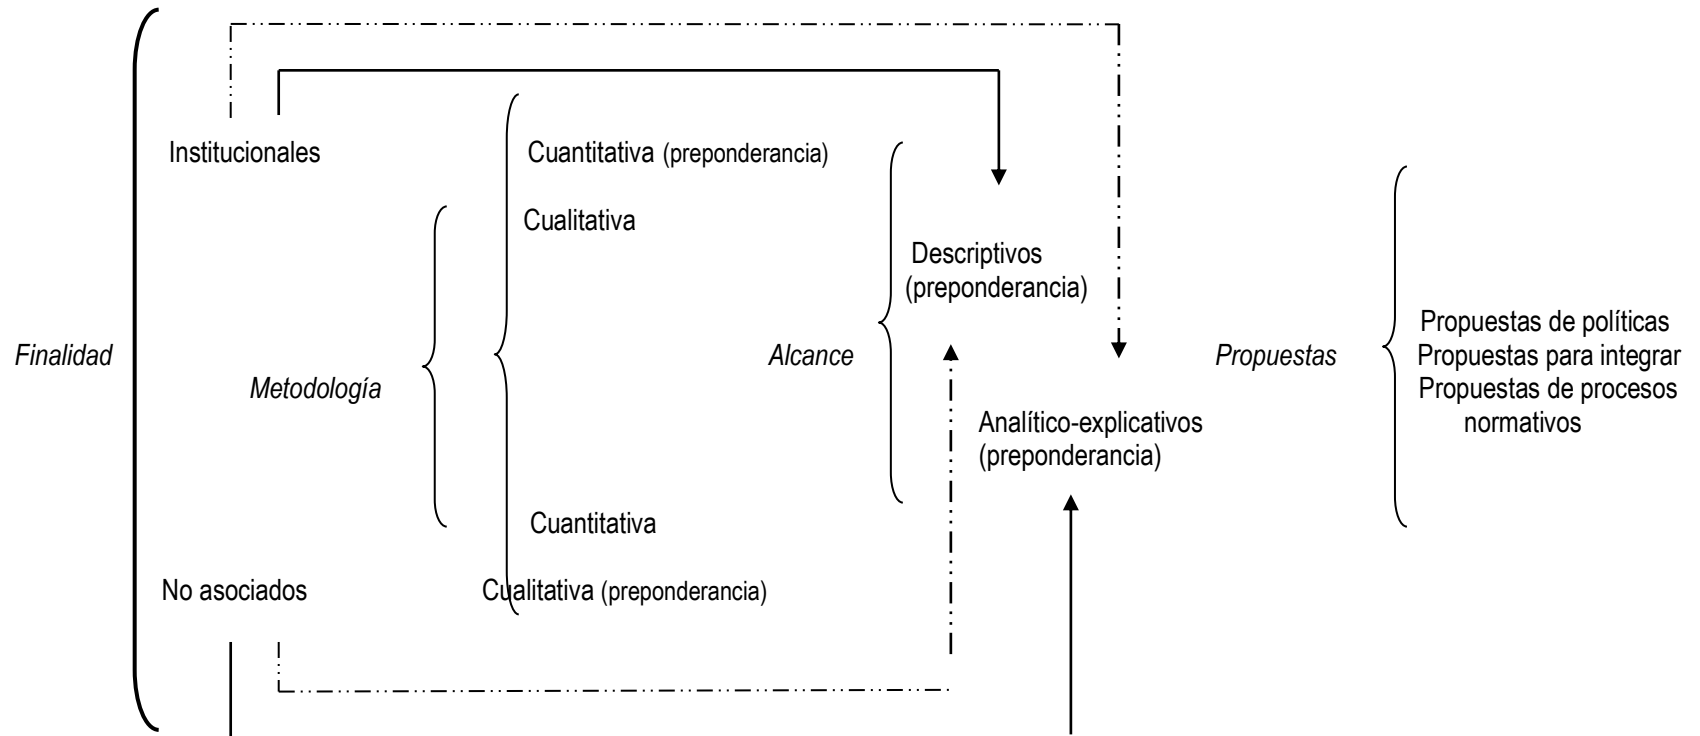 Institucionales
Cuantitativa (preponderancia)
Cualitativa
Descriptivos
(preponderancia)
Finalidad
Metodología
Alcance
Analítico-explicativos
(preponderancia)
Propuestas
Propuestas de políticas
Propuestas para integrar
Propuestas de procesos
normativos
Cuantitativa
No asociados
Cualitativa (preponderancia)